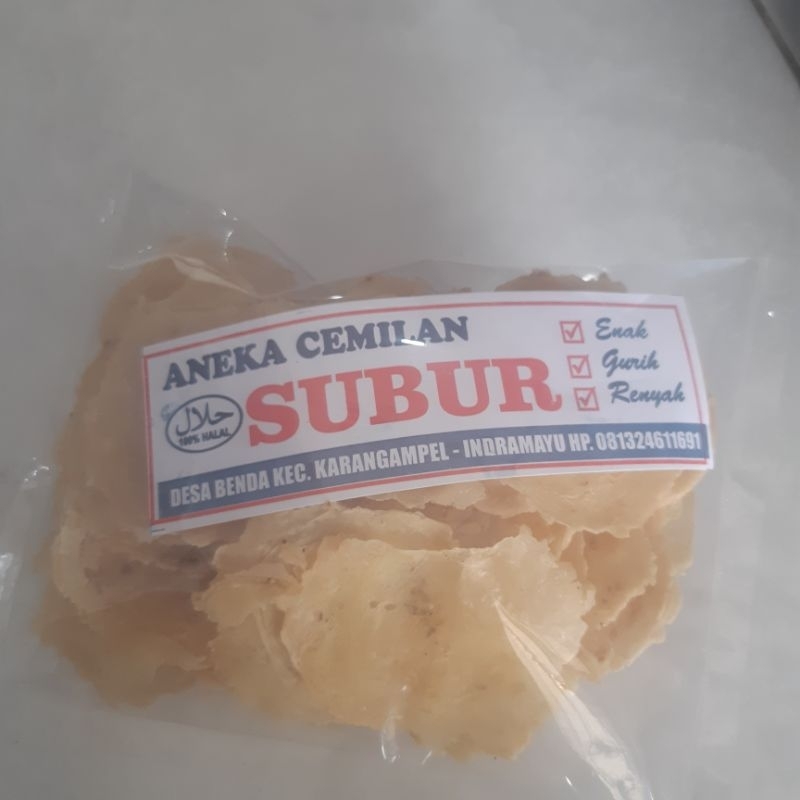 ANEKA CEMILAN
SUBUR
حلال
100% HALAL
Enak
Gurih
Renyah
DESA BENDA KEC. KARANGAMPEL - INDRAMAYU HP. 081324611691